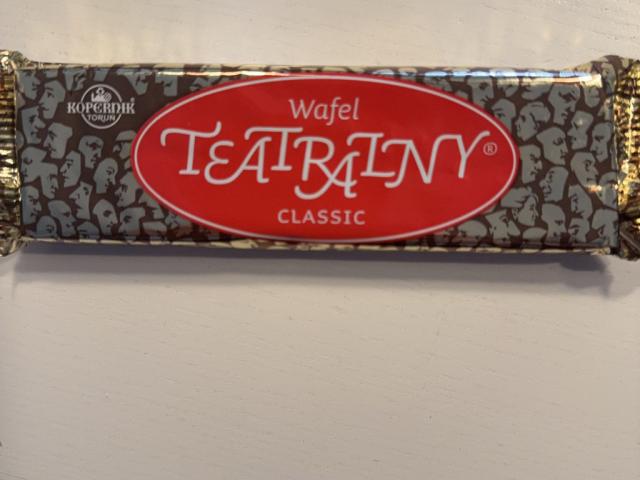 KOPERNIK®
TORUŃ
Wafel
TEATRALNY®
CLASSIC